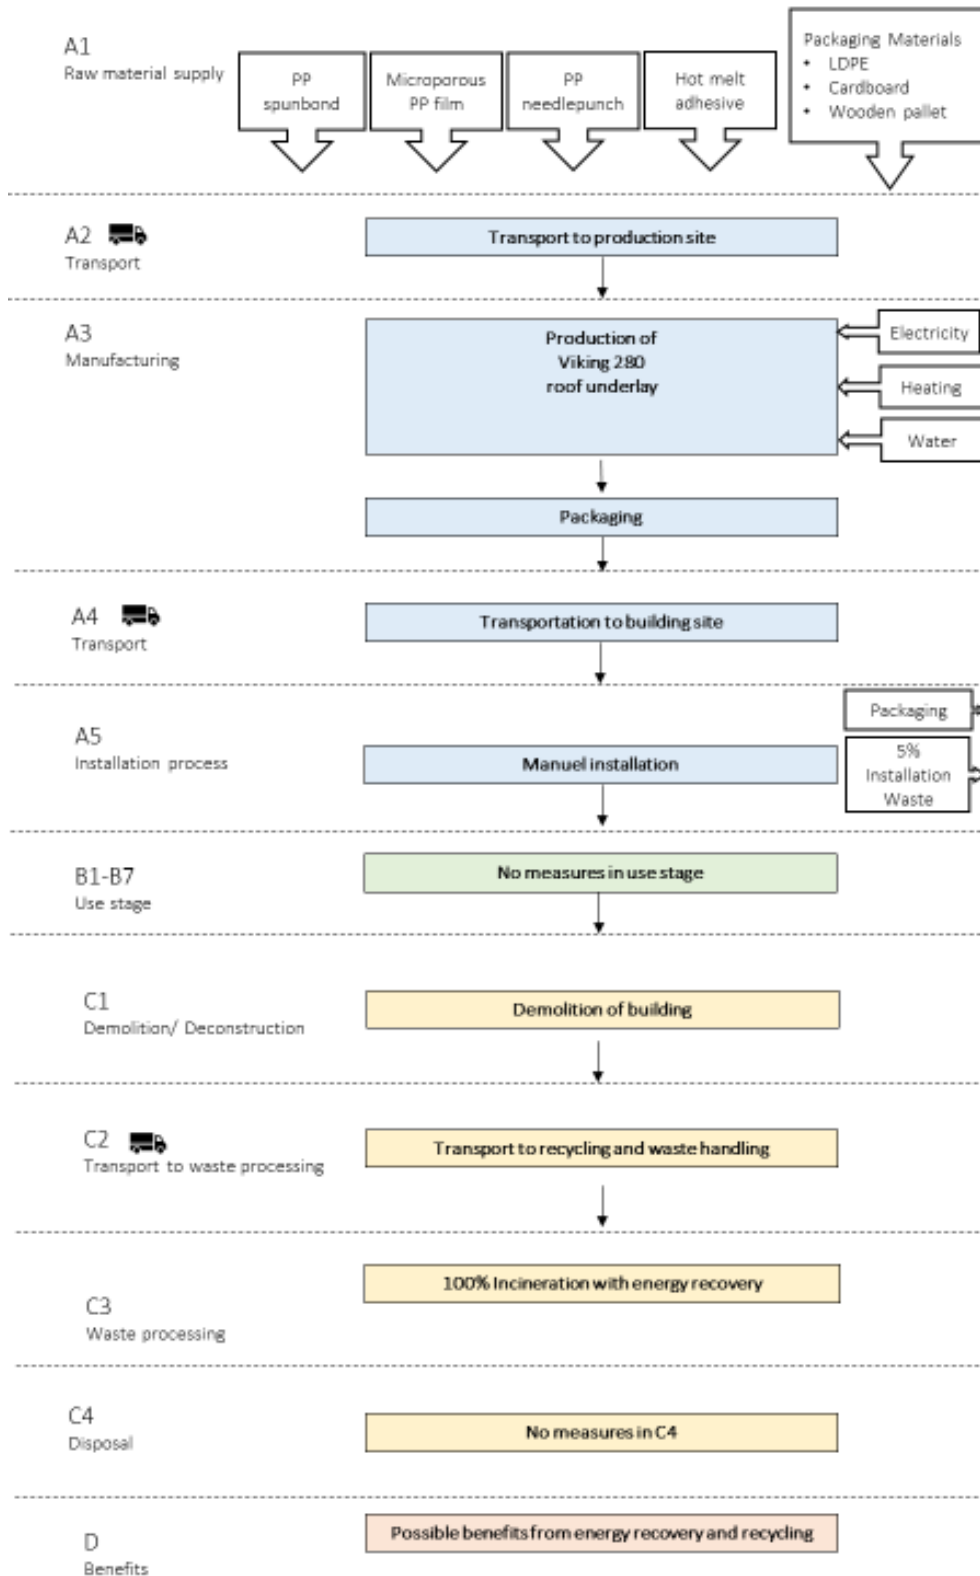 A1
Raw material supply
PP
spunbond
Microporous
PP film
PP
needlepunch
Hot melt
adhesive
Packaging Materials
• LDPE
• Cardboard
• Wooden pallet
A2
Transport
Transport to production site
A3
Manufacturing
Production of
Viking 280
roof underlay
Electricity
Heating
Water
Packaging
A4
Transport
Transportation to building site
A5
Installation process
Manuel installation
Packaging
5%
Installation
Waste
B1-B7
Use stage
No measures in use stage
C1
Demolition/ Deconstruction
Demolition of building
C2
Transport to waste processing
Transport to recycling and waste handling
C3
Waste processing
100% Incineration with energy recovery
C4
Disposal
No measures in C4
D
Benefits
Possible benefits from energy recovery and recycling